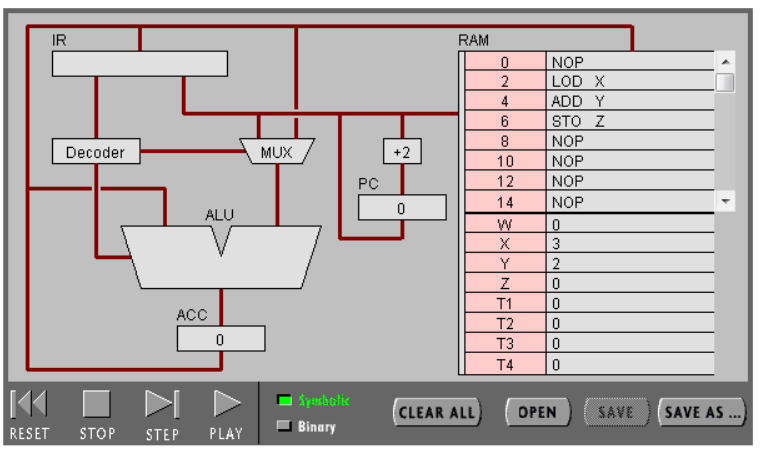 IR
RAM
0 NOP
2 LOD X
4 ADD Y
6 STO Z
8 NOP
10 NOP
12 NOP
14 NOP
W 0
X 3
Y 2
Z 0
T1 0
T2 0
T3 0
T4 0
Decoder
MUX
+2
PC
0
ALU
ACC
0
RESET
STOP
STEP
PLAY
Symbolic
Binary
CLEAR ALL
OPEN
SAVE
SAVE AS ...